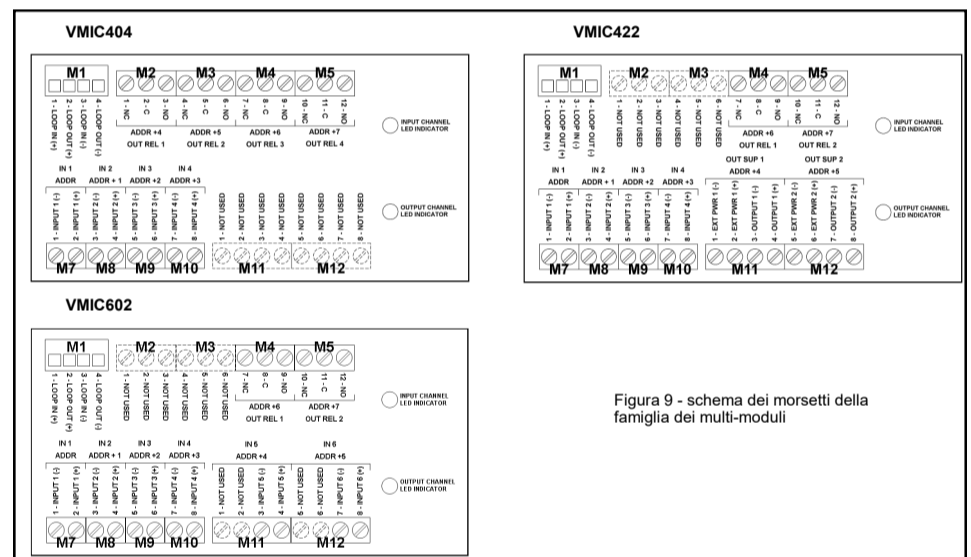 VMIC404
M1
M2
M3
M4
M5
1 - LOOP IN (+)
2 - LOOP OUT (+)
3 - LOOP IN (-)
4 - LOOP OUT (-)
1 - NC
2 - C
3 - NO
4 - NC
5 - C
6 - NO
7 - NC
8 - C
9 - NO
10 - NC
11 - C
12 - NO
ADDR +4
ADDR +5
ADDR +6
ADDR +7
OUT REL 1
OUT REL 2
OUT REL 3
OUT REL 4
INPUT CHANNEL
LED INDICATOR
IN 1
IN 2
IN 3
IN 4
ADDR
ADDR + 1
ADDR +2
ADDR +3
1 - INPUT 1 (-)
2 - INPUT 1 (+)
3 - INPUT 2 (-)
4 - INPUT 2 (+)
5 - INPUT 3 (-)
6 - INPUT 3 (+)
7 - INPUT 4 (-)
8 - INPUT 4 (+)
1 - NOT USED
2 - NOT USED
3 - NOT USED
4 - NOT USED
5 - NOT USED
6 - NOT USED
7 - NOT USED
8 - NOT USED
OUTPUT CHANNEL
LED INDICATOR
M7
M8
M9
M10
M11
M12
VMIC422
M1
M2
M3
M4
M5
1 - LOOP IN (+)
2 - LOOP OUT (+)
3 - LOOP IN (-)
4 - LOOP OUT (-)
1 - NOT USED
2 - NOT USED
3 - NOT USED
4 - NOT USED
5 - NOT USED
6 - NOT USED
7 - NC
8 - C
9 - NO
10 - NC
11 - C
12 - NO
ADDR +6
ADDR +7
OUT REL 1
OUT REL 2
INPUT CHANNEL
LED INDICATOR
OUT SUP 1
OUT SUP 2
IN 1
IN 2
IN 3
IN 4
ADDR +4
ADDR +5
ADDR
ADDR + 1
ADDR +2
ADDR +3
1 - INPUT 1 (-)
2 - INPUT 1 (+)
3 - INPUT 2 (-)
4 - INPUT 2 (+)
5 - INPUT 3 (-)
6 - INPUT 3 (+)
7 - INPUT 4 (-)
8 - INPUT 4 (+)
1 - EXT PWR 1 (-)
2 - EXT PWR 1 (+)
3 - OUTPUT 1 (-)
4 - OUTPUT 1 (+)
5 - EXT PWR 2 (-)
6 - EXT PWR 2 (+)
7 - OUTPUT 2 (-)
8 - OUTPUT 2 (+)
OUTPUT CHANNEL
LED INDICATOR
M7
M8
M9
M10
M11
M12
VMIC602
M1
M2
M3
M4
M5
1 - LOOP IN (+)
2 - LOOP OUT (+)
3 - LOOP IN (-)
4 - LOOP OUT (-)
1 - NOT USED
2 - NOT USED
3 - NOT USED
4 - NOT USED
5 - NOT USED
6 - NOT USED
7 - NC
8 - C
9 - NO
10 - NC
11 - C
12 - NO
ADDR +6
ADDR +7
OUT REL 1
OUT REL 2
INPUT CHANNEL
LED INDICATOR
IN 1
IN 2
IN 3
IN 4
IN 5
IN 6
ADDR
ADDR + 1
ADDR +2
ADDR +3
ADDR +4
ADDR +5
1 - INPUT 1 (-)
2 - INPUT 1 (+)
3 - INPUT 2 (-)
4 - INPUT 2 (+)
5 - INPUT 3 (-)
6 - INPUT 3 (+)
7 - INPUT 4 (-)
8 - INPUT 4 (+)
1 - NOT USED
2 - NOT USED
3 - INPUT 5 (-)
4 - INPUT 5 (+)
5 - NOT USED
6 - NOT USED
7 - INPUT 6 (-)
8 - INPUT 6 (+)
OUTPUT CHANNEL
LED INDICATOR
M7
M8
M9
M10
M11
M12
Figura 9 - schema dei morsetti della
famiglia dei multi-moduli